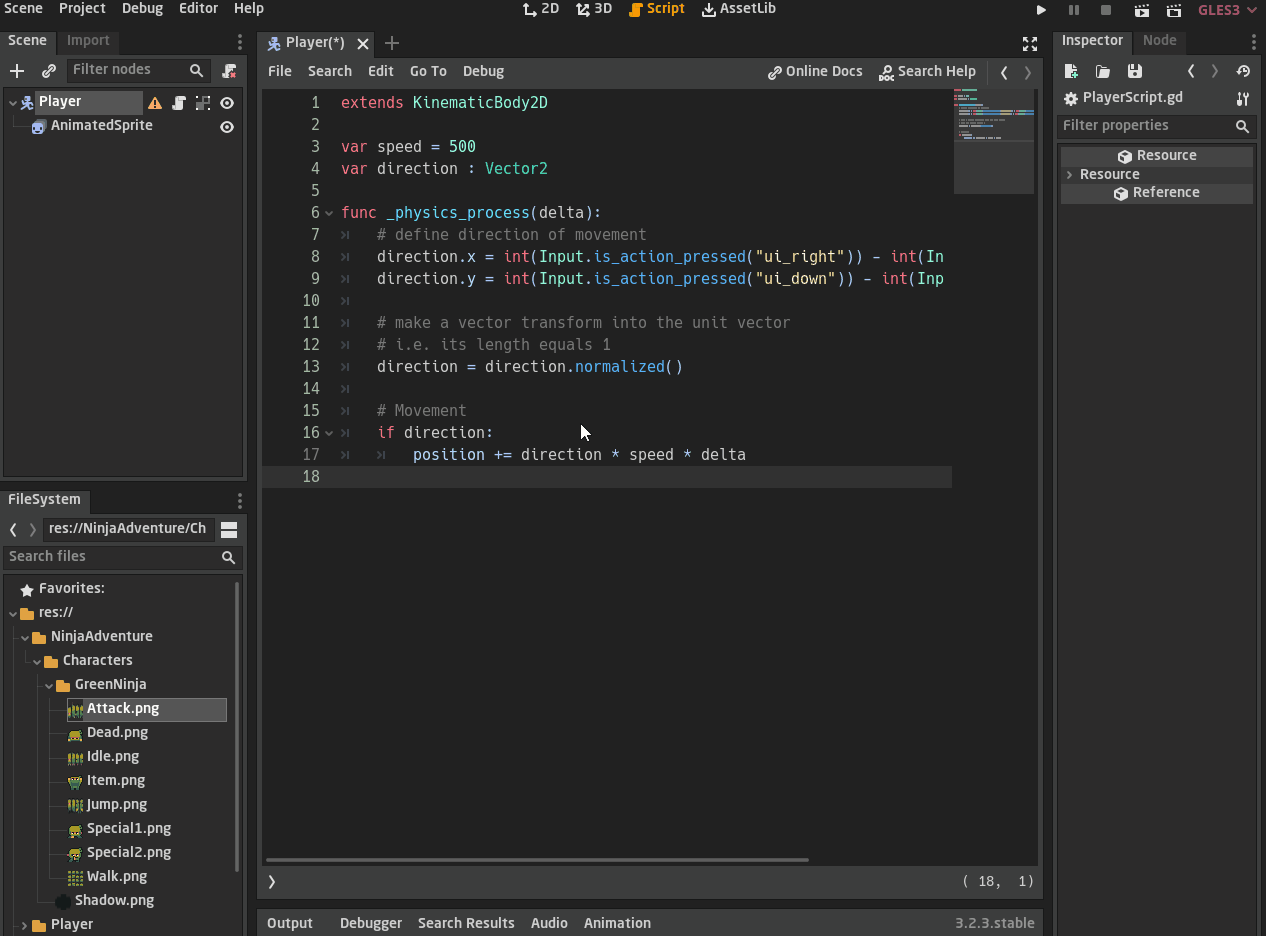 Scene Project Debug Editor Help
2D 3D Script AssetLib
GLES3
Scene Import
Filter nodes
Player
AnimatedSprite
FileSystem
res://NinjaAdventure/Ch
Search files
Favorites:
res://
NinjaAdventure
Characters
GreenNinja
Attack.png
Dead.png
Idle.png
Item.png
Jump.png
Special1.png
Special2.png
Walk.png
Shadow.png
Player
Player(*)
File Search Edit Go To Debug
Online Docs Search Help
1 extends KinematicBody2D
2
3 var speed = 500
4 var direction : Vector2
5
6 func _physics_process(delta):
7 # define direction of movement
8 direction.x = int(Input.is_action_pressed("ui_right")) - int(In
9 direction.y = int(Input.is_action_pressed("ui_down")) - int(Inp
10
11 # make a vector transform into the unit vector
12 # i.e. its length equals 1
13 direction = direction.normalized()
14
15 # Movement
16 if direction:
17 position += direction * speed * delta
18
( 18, 1)
Output Debugger Search Results Audio Animation
3.2.3.stable
Inspector Node
PlayerScript.gd
Filter properties
Resource
Resource
Reference